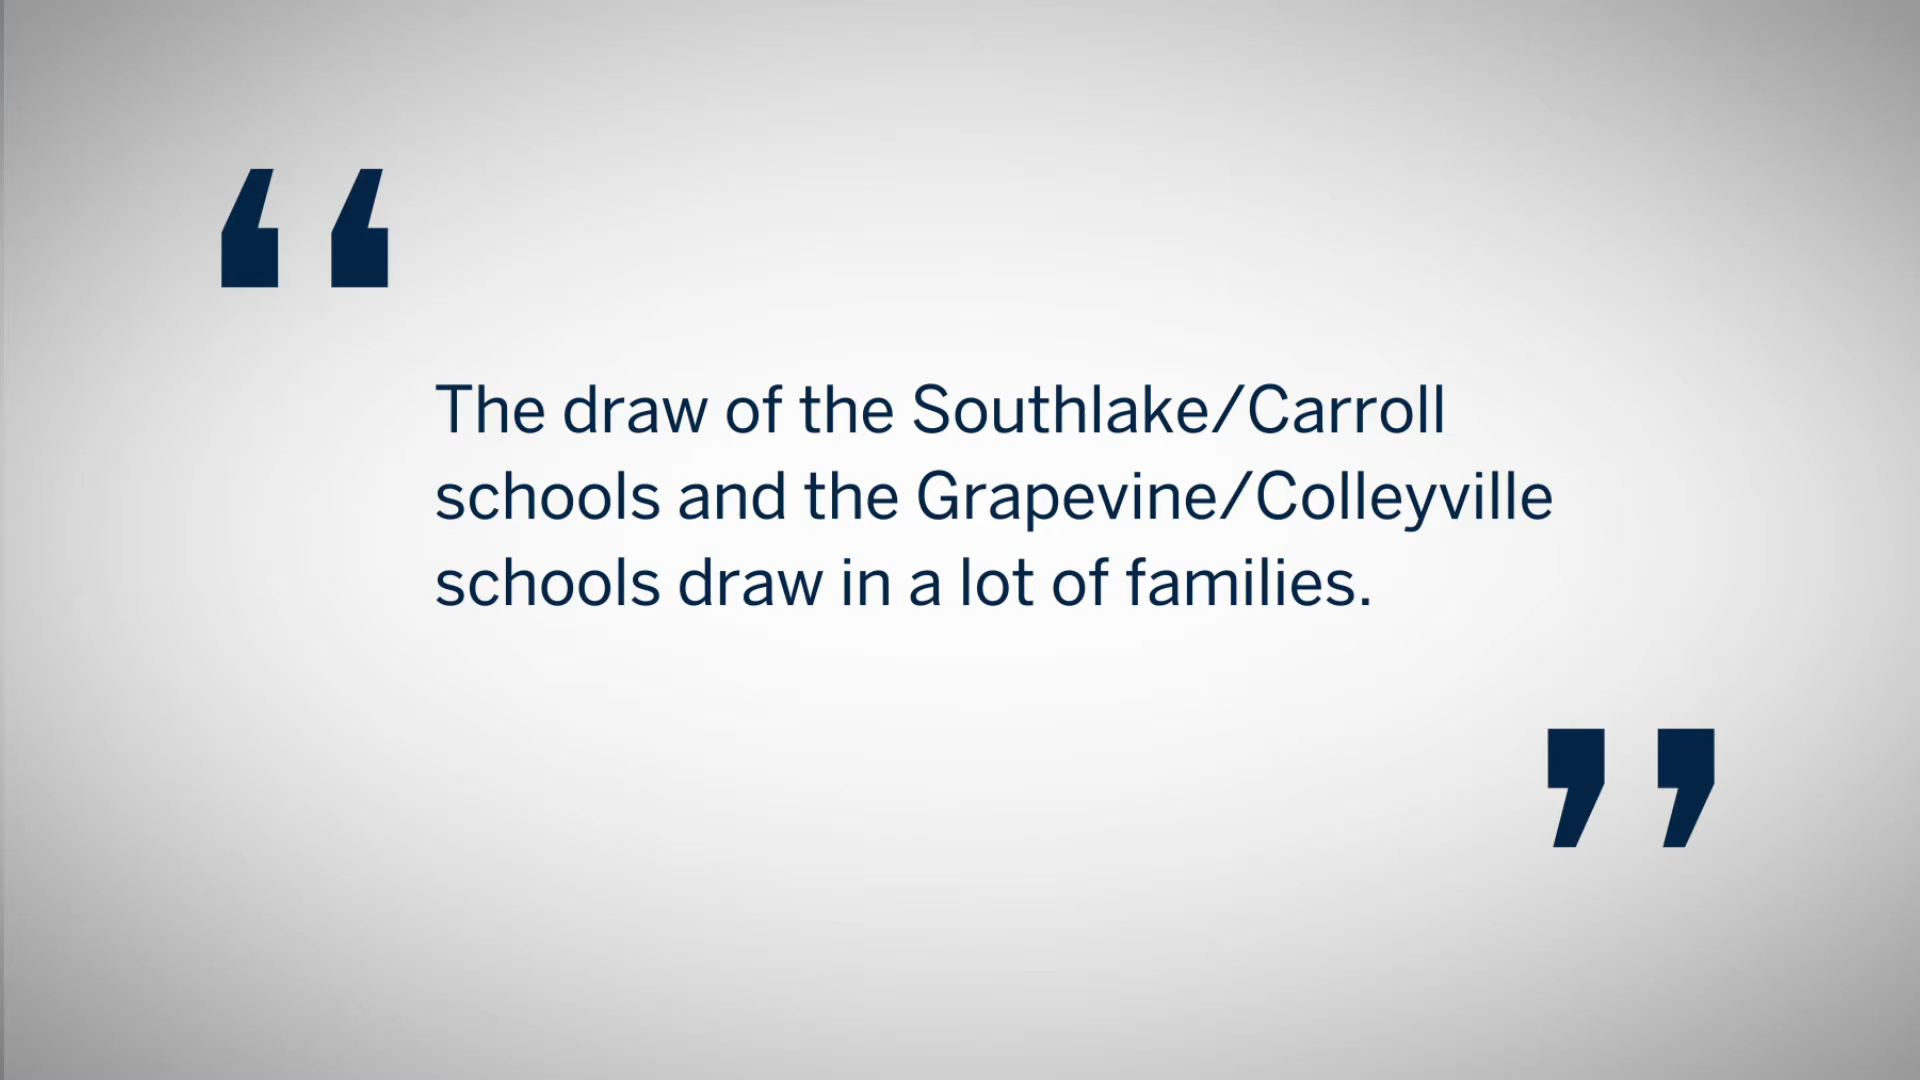 “
The draw of the Southlake/Carroll
schools and the Grapevine/Colleyville
schools draw in a lot of families.
”